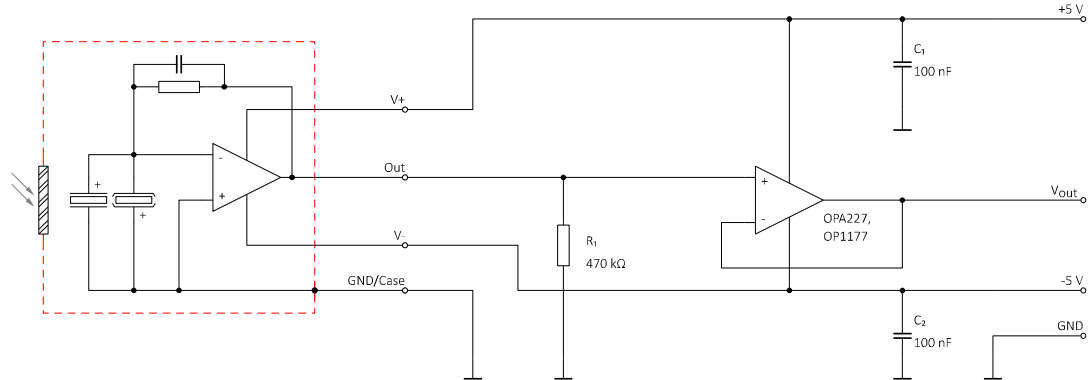 +5 V
C₁
100 nF
V+
-
+
+
+
Out
+
-
OPA227,
OP1177
Vout
V-
R₁
470 kΩ
GND/Case
-5 V
C₂
100 nF
GND